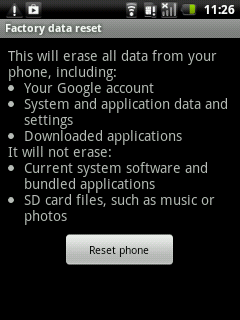 11:26
Factory data reset
This will erase all data from your
phone, including:
• Your Google account
• System and application data and
settings
• Downloaded applications
It will not erase:
• Current system software and
bundled applications
• SD card files, such as music or
photos
Reset phone